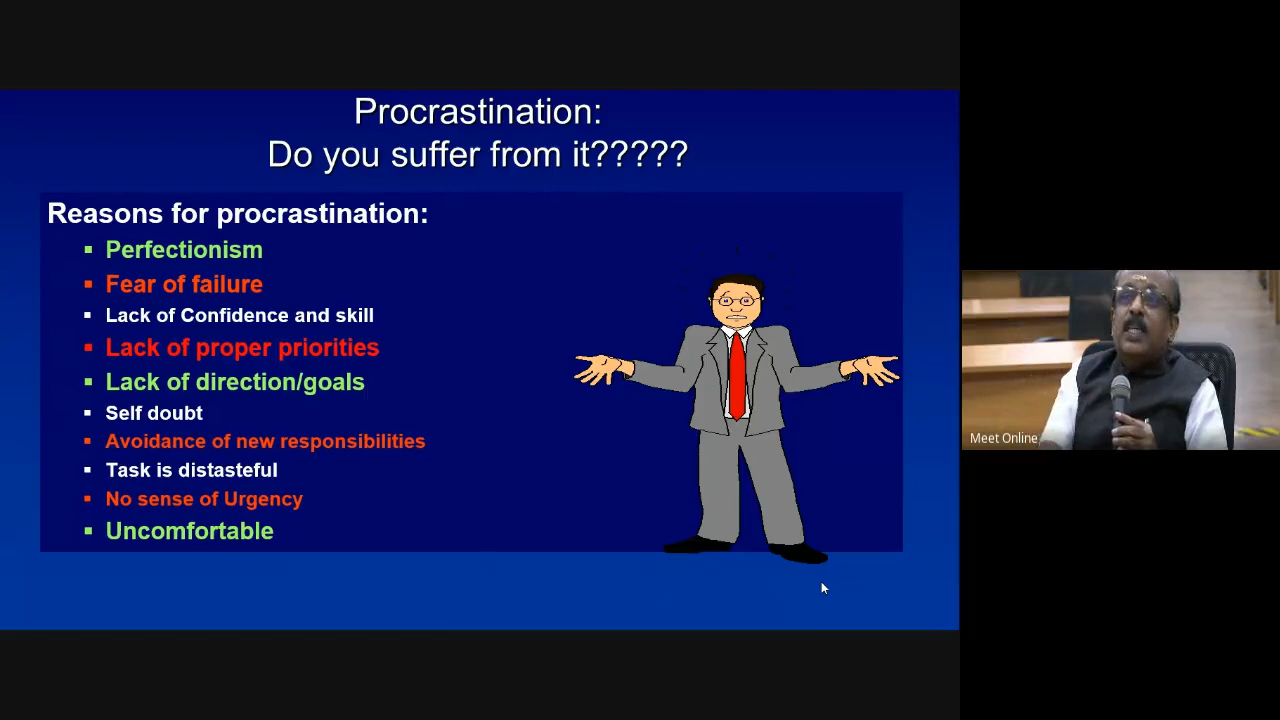 Procrastination:
Do you suffer from it?????
Reasons for procrastination:
Perfectionism
Fear of failure
Lack of Confidence and skill
Lack of proper priorities
Lack of direction/goals
Self doubt
Avoidance of new responsibilities
Task is distasteful
No sense of Urgency
Uncomfortable
Meet Online